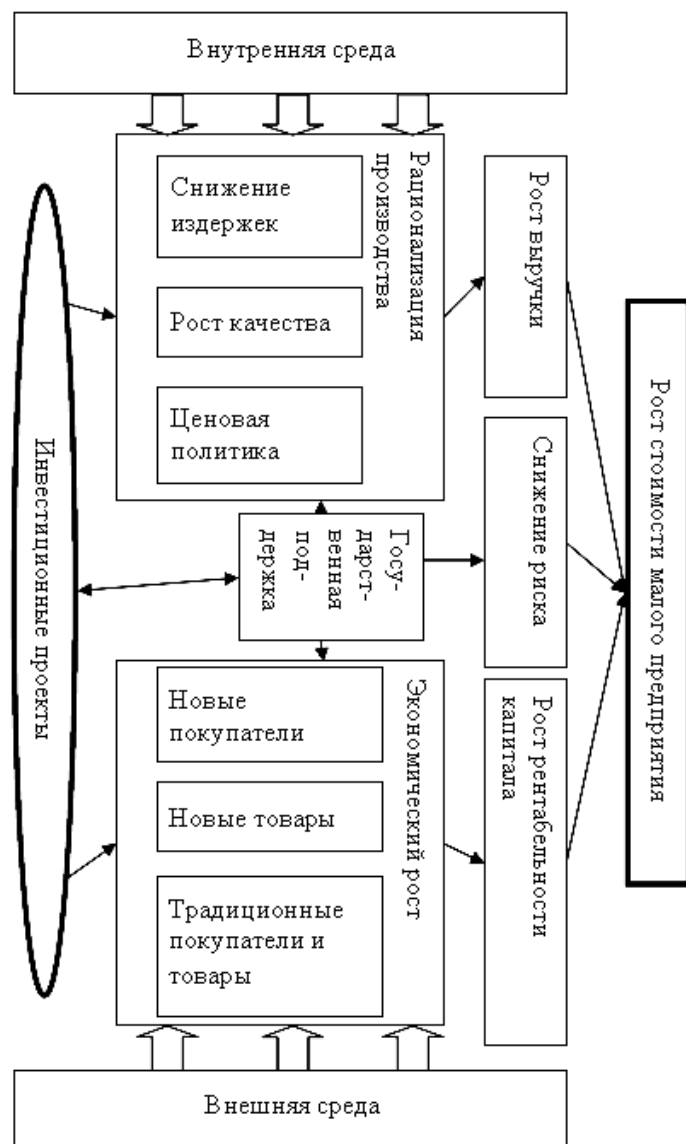 Внутренняя среда
Рационализация
производства
Снижение
издержек
Рост качества
Ценовая
политика
Рост выручки
Инвестиционные проекты
Госу-
дарст-
венная
под-
держка
Снижение риска
Рост стоимости малого предприятия
Экономический рост
Новые
покупатели
Новые товары
Традиционные
покупатели и
товары
Рост рентабельности
капитала
Внешняя среда